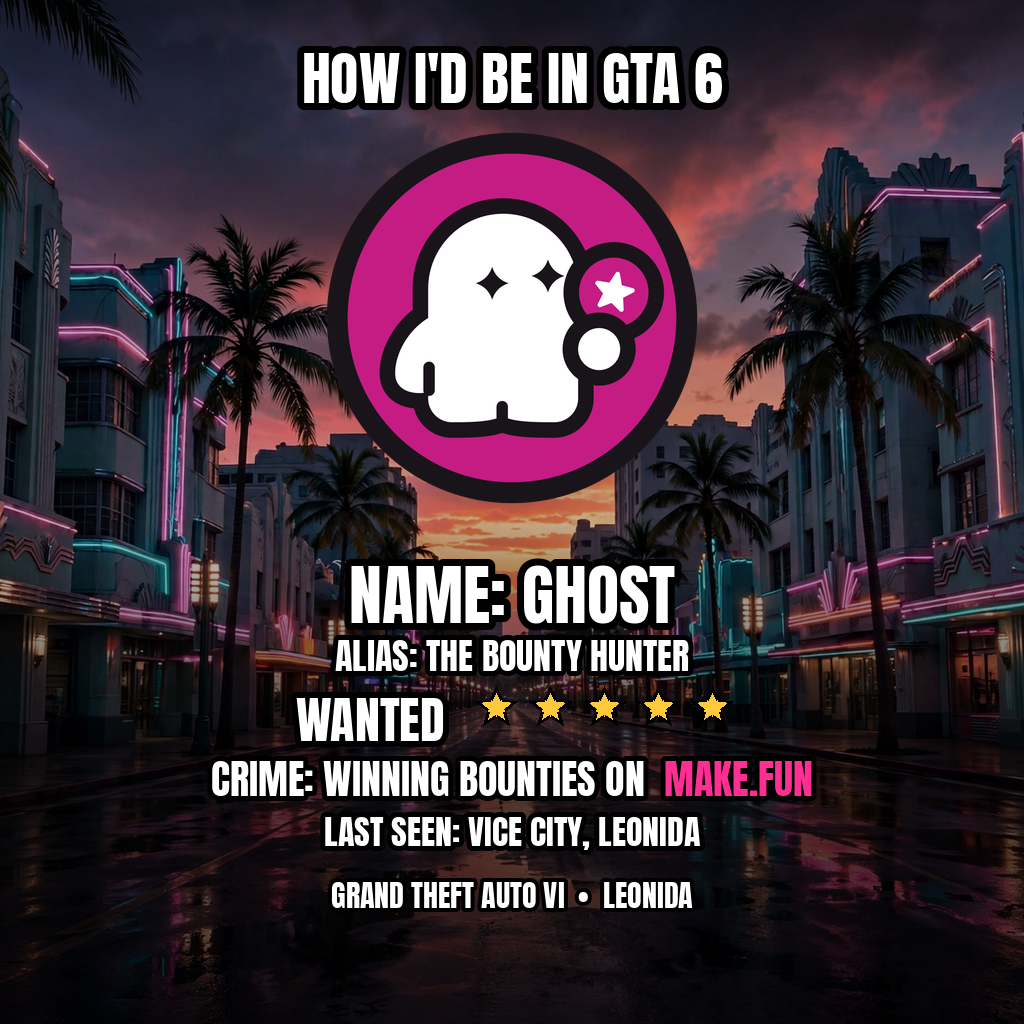 HOW I'D BE IN GTA 6
NAME: GHOST
ALIAS: THE BOUNTY HUNTER
WANTED ⭐ ⭐ ⭐ ⭐ ⭐
CRIME: WINNING BOUNTIES ON MAKE.FUN
LAST SEEN: VICE CITY, LEONIDA
GRAND THEFT AUTO VI • LEONIDA